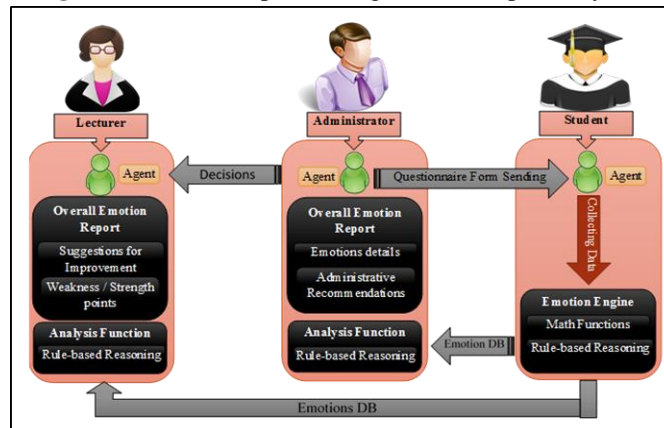 Lecturer
Administrator
Student
Agent
Decisions
Agent
Questionnaire Form Sending
Agent
Collecting Data
Overall Emotion
Report
Suggestions for
Improvement
Weakness / Strength
points
Analysis Function
Rule-based Reasoning
Overall Emotion
Report
Emotions details
Administrative
Recommendations
Analysis Function
Rule-based Reasoning
Emotion DB
Emotion Engine
Math Functions
Rule-based Reasoning
Emotions DB